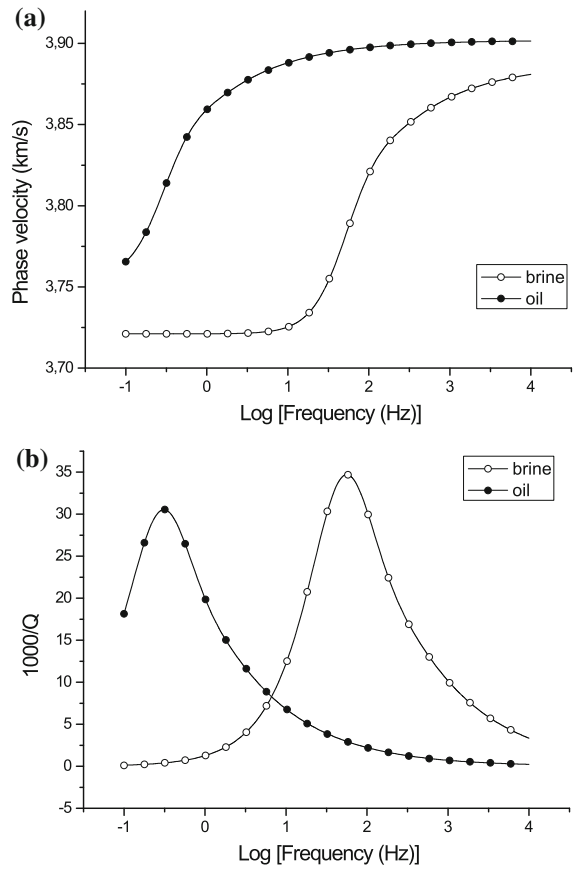 (a)
3,90
3,85
3,80
3,75
3,70
Phase velocity (km/s)
brine
oil
-1 0 1 2 3 4
Log [Frequency (Hz)]
(b)
35
30
25
20
15
10
5
0
-5
1000/Q
brine
oil
-1 0 1 2 3 4
Log [Frequency (Hz)]